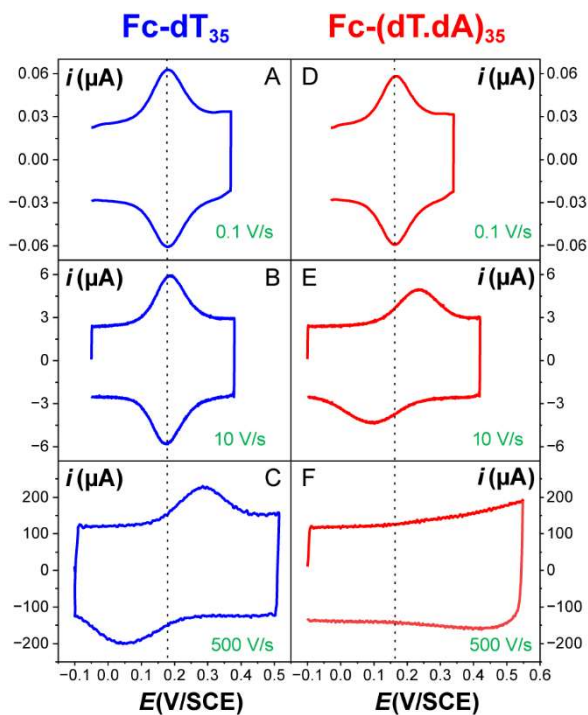 Fc-dT35 Fc-(dT.dA)35
0.06 i (µA) A D i (µA) 0.06
0.03 0.03
0.00 0.00
−0.03 −0.03
−0.06 0.1 V/s 0.1 V/s −0.06
6 i (µA) B E i (µA) 6
3 3
0 0
−3 −3
−6 10 V/s 10 V/s −6
i (µA) C F i (µA)
200 200
100 100
0 0
−100 −100
−200 500 V/s 500 V/s −200
−0.1 0.0 0.1 0.2 0.3 0.4 0.5 −0.1 0.0 0.1 0.2 0.3 0.4 0.5 0.6
E(V/SCE) E(V/SCE)